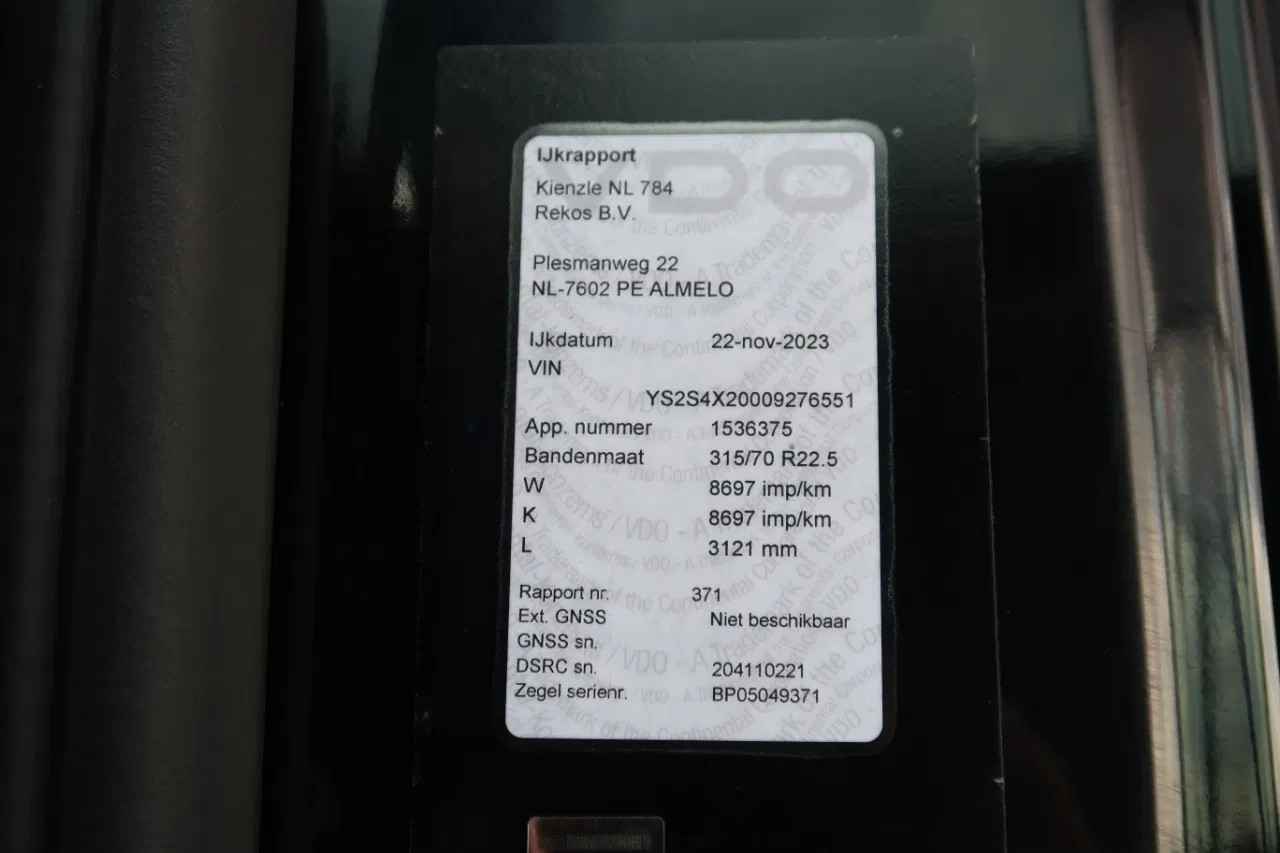 VDO
IJkrapport
Kienzle NL 784
Rekos B.V.
Plesmanweg 22
NL-7602 PE ALMELO
IJkdatum 22-nov-2023
VIN
YS2S4X20009276551
App. nummer 1536375
Bandenmaat 315/70 R22.5
W 8697 imp/km
K 8697 imp/km
L 3121 mm
Rapport nr. 371
Ext. GNSS Niet beschikbaar
GNSS sn.
DSRC sn. 204110221
Zegel serienr. BP05049371